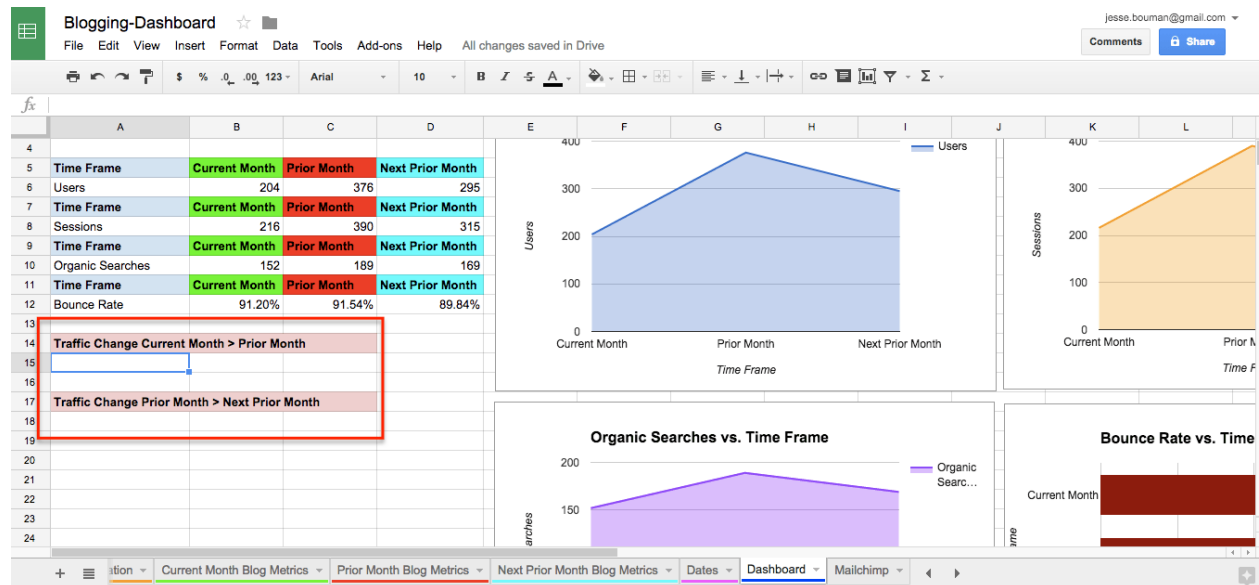 Blogging-Dashboard
jesse.bouman@gmail.com
File Edit View Insert Format Data Tools Add-ons Help All changes saved in Drive
Comments Share
$ % .0 .00 123 Arial 10 B I S A Σ
fx
A B C D E F G H I J K L
4
5 Time Frame Current Month Prior Month Next Prior Month
6 Users 204 376 295
7 Time Frame Current Month Prior Month Next Prior Month
8 Sessions 216 390 315
9 Time Frame Current Month Prior Month Next Prior Month
10 Organic Searches 152 189 169
11 Time Frame Current Month Prior Month Next Prior Month
12 Bounce Rate 91.20% 91.54% 89.84%
13
14 Traffic Change Current Month > Prior Month
15
16
17 Traffic Change Prior Month > Next Prior Month
18
19
20
21
22
23
24
400
300
200
100
0
Users
Users
Current Month Prior Month Next Prior Month
Time Frame
400
300
200
100
0
Sessions
Current Month Prior
Time
Organic Searches vs. Time Frame
200
150
Organic
Searc...
Bounce Rate vs. Time
Current Month
Current Month Blog Metrics Prior Month Blog Metrics Next Prior Month Blog Metrics Dates Dashboard Mailchimp